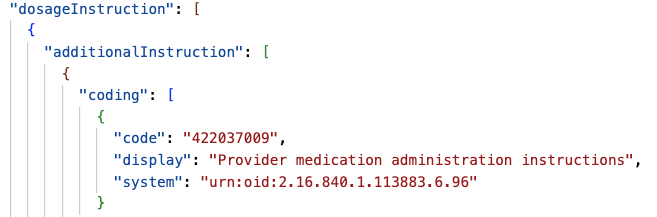 "dosageInstruction": [
{
"additionalInstruction": [
{
"coding": [
{
"code": "422037009",
"display": "Provider medication administration instructions",
"system": "urn:oid:2.16.840.1.113883.6.96"
}